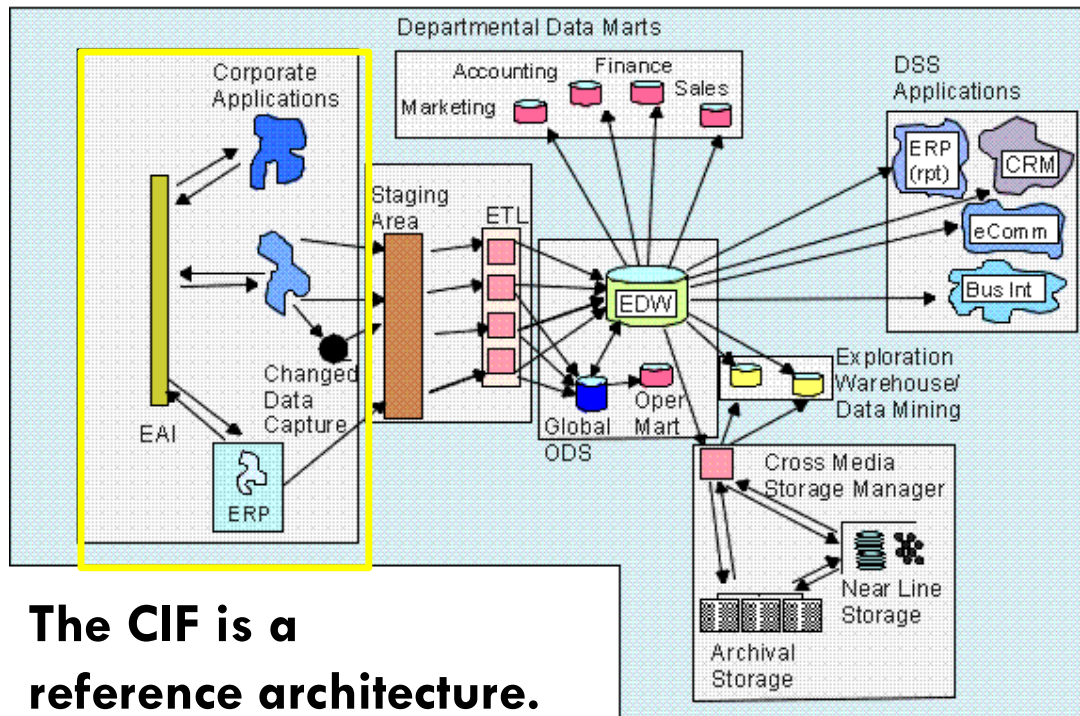 Departmental Data Marts
Accounting
Finance
Marketing
Sales
DSS
Applications
ERP
(rpt)
CRM
eComm
Bus Int
Corporate
Applications
Staging
Area
ETL
EDW
Changed
Data
Capture
EAI
ERP
Global
ODS
Oper
Mart
Exploration
Warehouse/
Data Mining
Cross Media
Storage Manager
Near Line
Storage
Archival
Storage
The CIF is a
reference architecture.